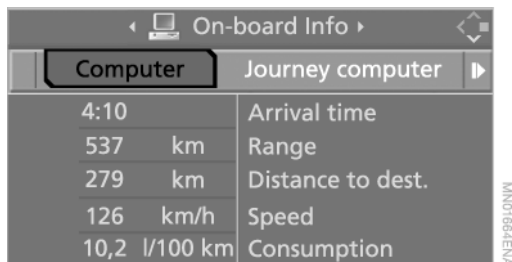 On-board Info
Computer Journey computer
4:10 Arrival time
537 km Range
279 km Distance to dest.
126 km/h Speed
10,2 l/100 km Consumption
MN01664ENA